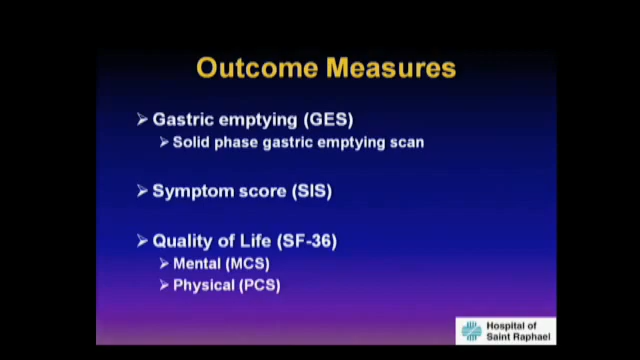 Outcome Measures
Gastric emptying (GES)
Solid phase gastric emptying scan
Symptom score (SIS)
Quality of Life (SF-36)
Mental (MCS)
Physical (PCS)
Hospital of
Saint Raphael